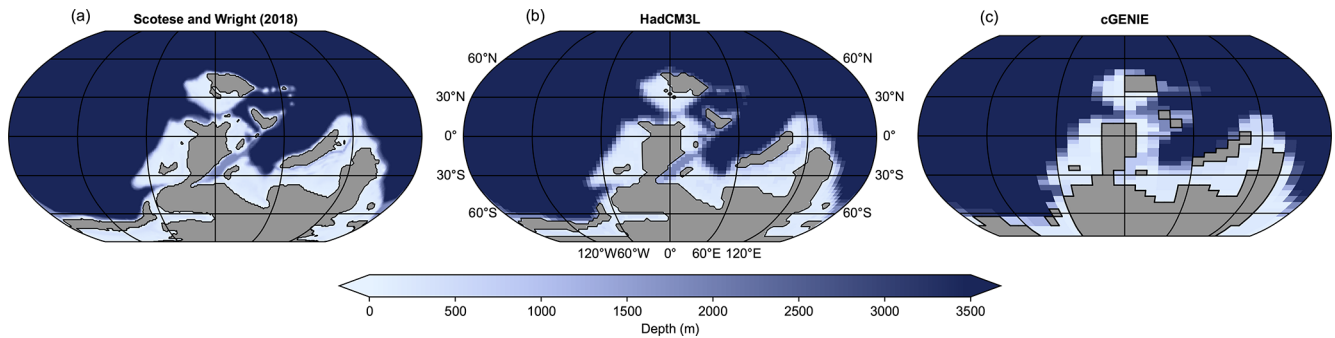 (a) Scotese and Wright (2018)
(b) HadCM3L
(c) cGENIE
60°N 60°N
30°N 30°N
0° 0°
30°S 30°S
60°S 60°S
120°W 60°W 0° 60°E 120°E
0 500 1000 1500 2000 2500 3000 3500
Depth (m)